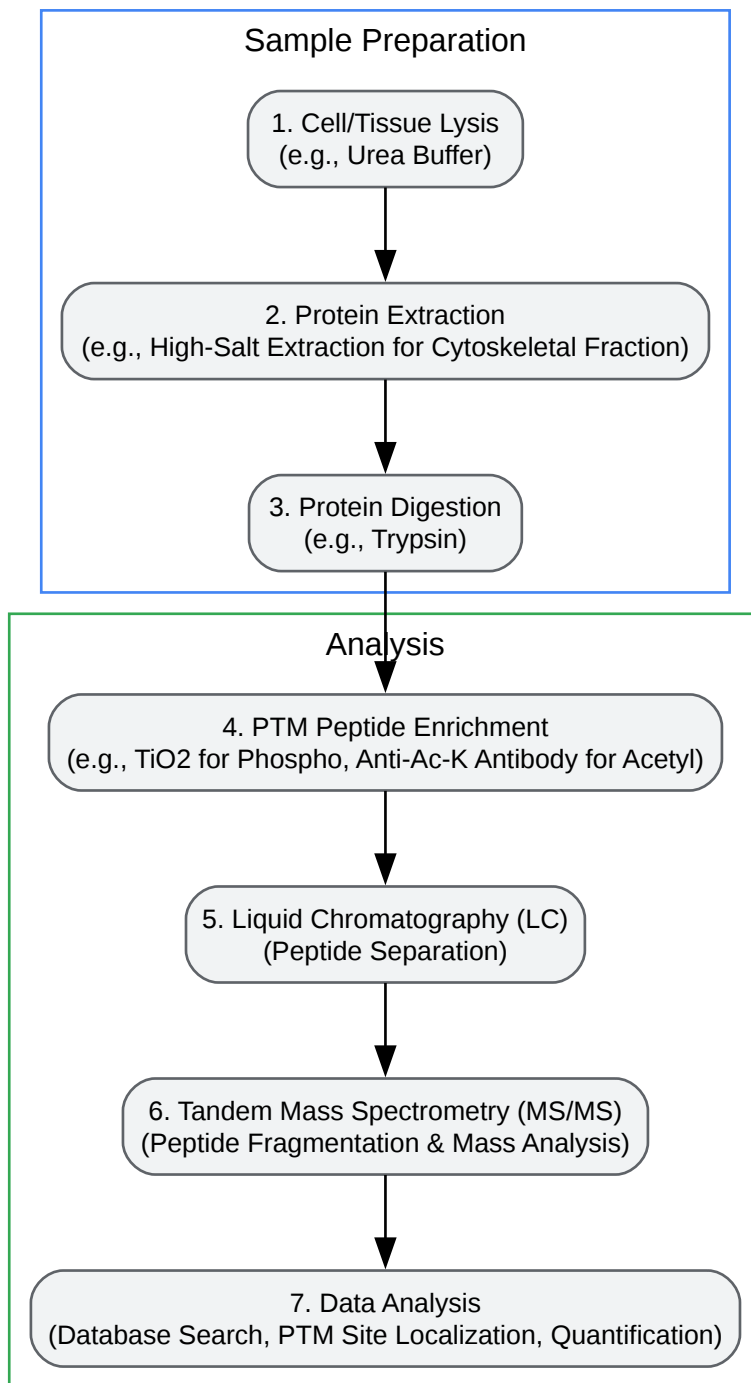 Sample Preparation
1. Cell/Tissue Lysis
(e.g., Urea Buffer)
2. Protein Extraction
(e.g., High-Salt Extraction for Cytoskeletal Fraction)
3. Protein Digestion
(e.g., Trypsin)
Analysis
4. PTM Peptide Enrichment
(e.g., TiO2 for Phospho, Anti-Ac-K Antibody for Acetyl)
5. Liquid Chromatography (LC)
(Peptide Separation)
6. Tandem Mass Spectrometry (MS/MS)
(Peptide Fragmentation & Mass Analysis)
7. Data Analysis
(Database Search, PTM Site Localization, Quantification)